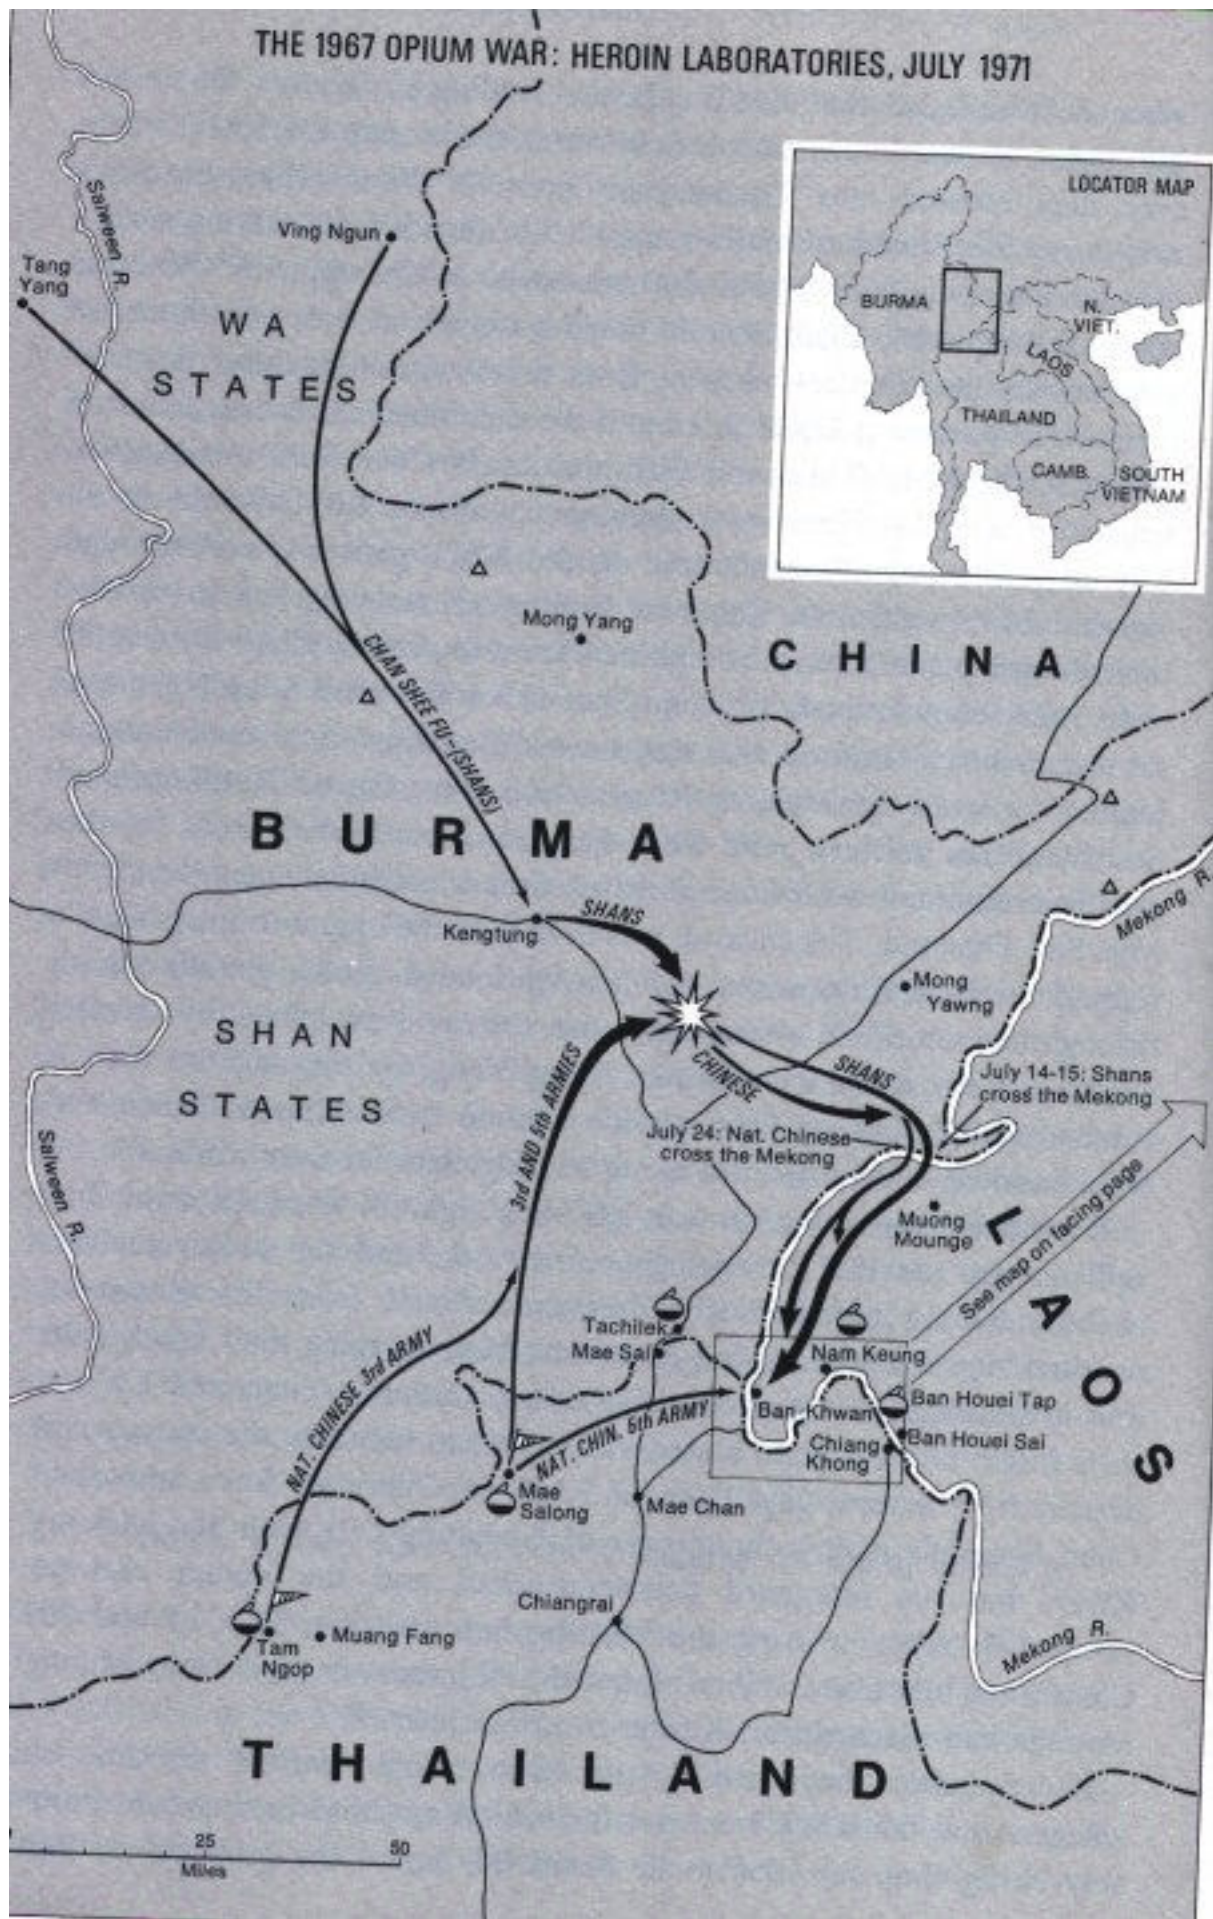 THE 1967 OPIUM WAR: HEROIN LABORATORIES, JULY 1971
LOCATOR MAP
BURMA
N.
VIET.
LAOS
THAILAND
CAMB.
SOUTH
VIETNAM
Salween R.
Ving Ngun
Tang
Yang
WA
STATES
Mong Yang
CHINA
CHAN SHEE FU-(SHANS)
BURMA
Kengtung
SHANS
Mekong R.
Mong
Yawng
SHAN
STATES
3rd AND 5th ARMIES
CHINESE
SHANS
July 14-15: Shans
cross the Mekong
July 24: Nat. Chinese
cross the Mekong
Salween R.
Muong
Mounge
LAOS
See map on facing page
Tachilek
Mae Sai
Nam Keung
NAT. CHINESE 3rd ARMY
NAT. CHIN. 5th ARMY
Ban Khwan
Ban Houei Tap
Ban Houei Sai
Chiang
Khong
Mae
Salong
Mae Chan
Chiangrai
Tam
Ngop
Muang Fang
Mekong R.
THAILAND
25
50
Miles